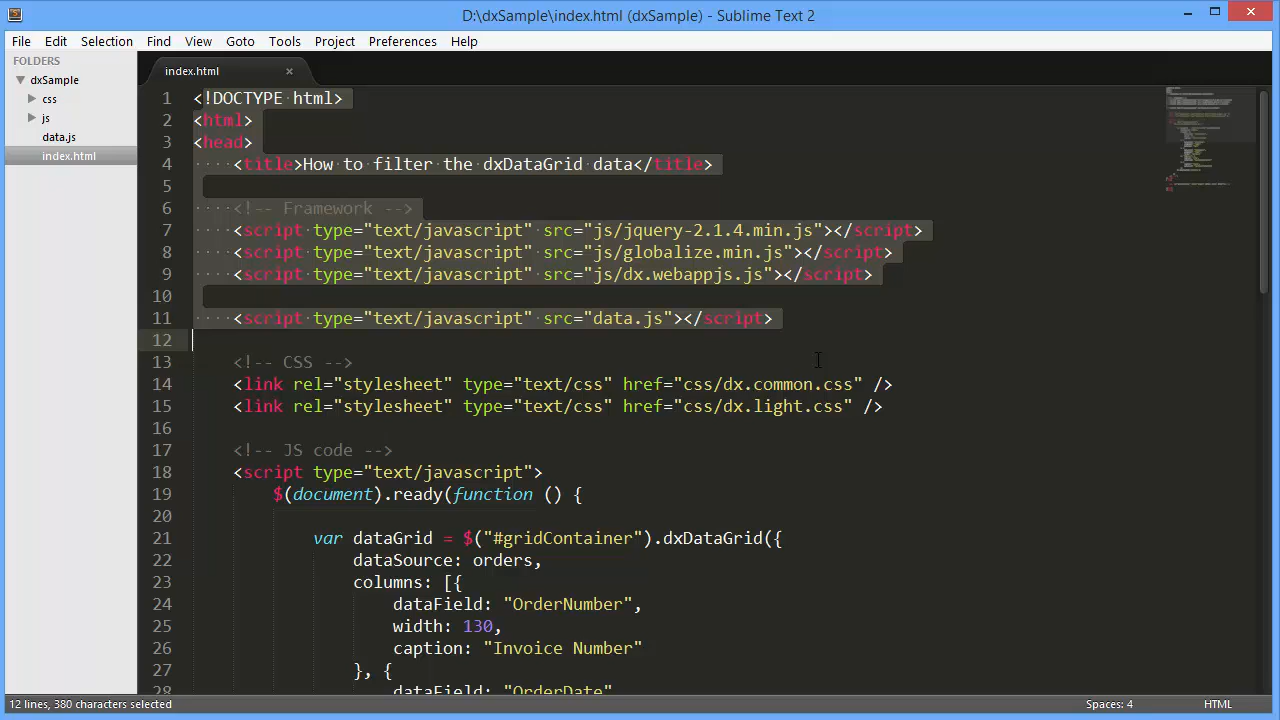 D:\dxSample\index.html (dxSample) - Sublime Text 2
File Edit Selection Find View Goto Tools Project Preferences Help
FOLDERS
dxSample
css
js
data.js
index.html
index.html ×
1 <!DOCTYPE html>
2 <html>
3 <head>
4 <title>How to filter the dxDataGrid data</title>
5
6 <!-- Framework -->
7 <script type="text/javascript" src="js/jquery-2.1.4.min.js"></script>
8 <script type="text/javascript" src="js/globalize.min.js"></script>
9 <script type="text/javascript" src="js/dx.webappjs.js"></script>
10
11 <script type="text/javascript" src="data.js"></script>
12
13 <!-- CSS -->
14 <link rel="stylesheet" type="text/css" href="css/dx.common.css" />
15 <link rel="stylesheet" type="text/css" href="css/dx.light.css" />
16
17 <!-- JS code -->
18 <script type="text/javascript">
19 $(document).ready(function () {
20
21 var dataGrid = $("#gridContainer").dxDataGrid({
22 dataSource: orders,
23 columns: [{
24 dataField: "OrderNumber",
25 width: 130,
26 caption: "Invoice Number"
27 }, {
28 dataField: "OrderDate"
12 lines, 380 characters selected
Spaces: 4
HTML